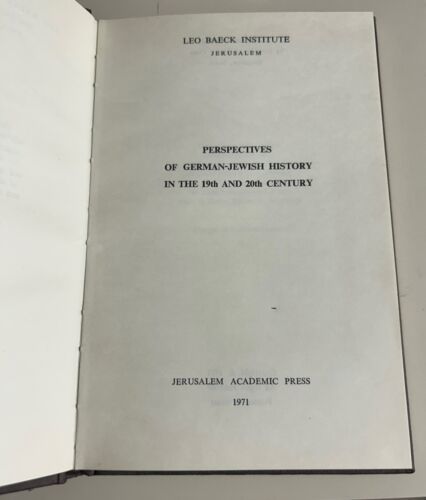 LEO BAECK INSTITUTE
JERUSALEM
PERSPECTIVES
OF GERMAN-JEWISH HISTORY
IN THE 19th AND 20th CENTURY
JERUSALEM ACADEMIC PRESS
1971